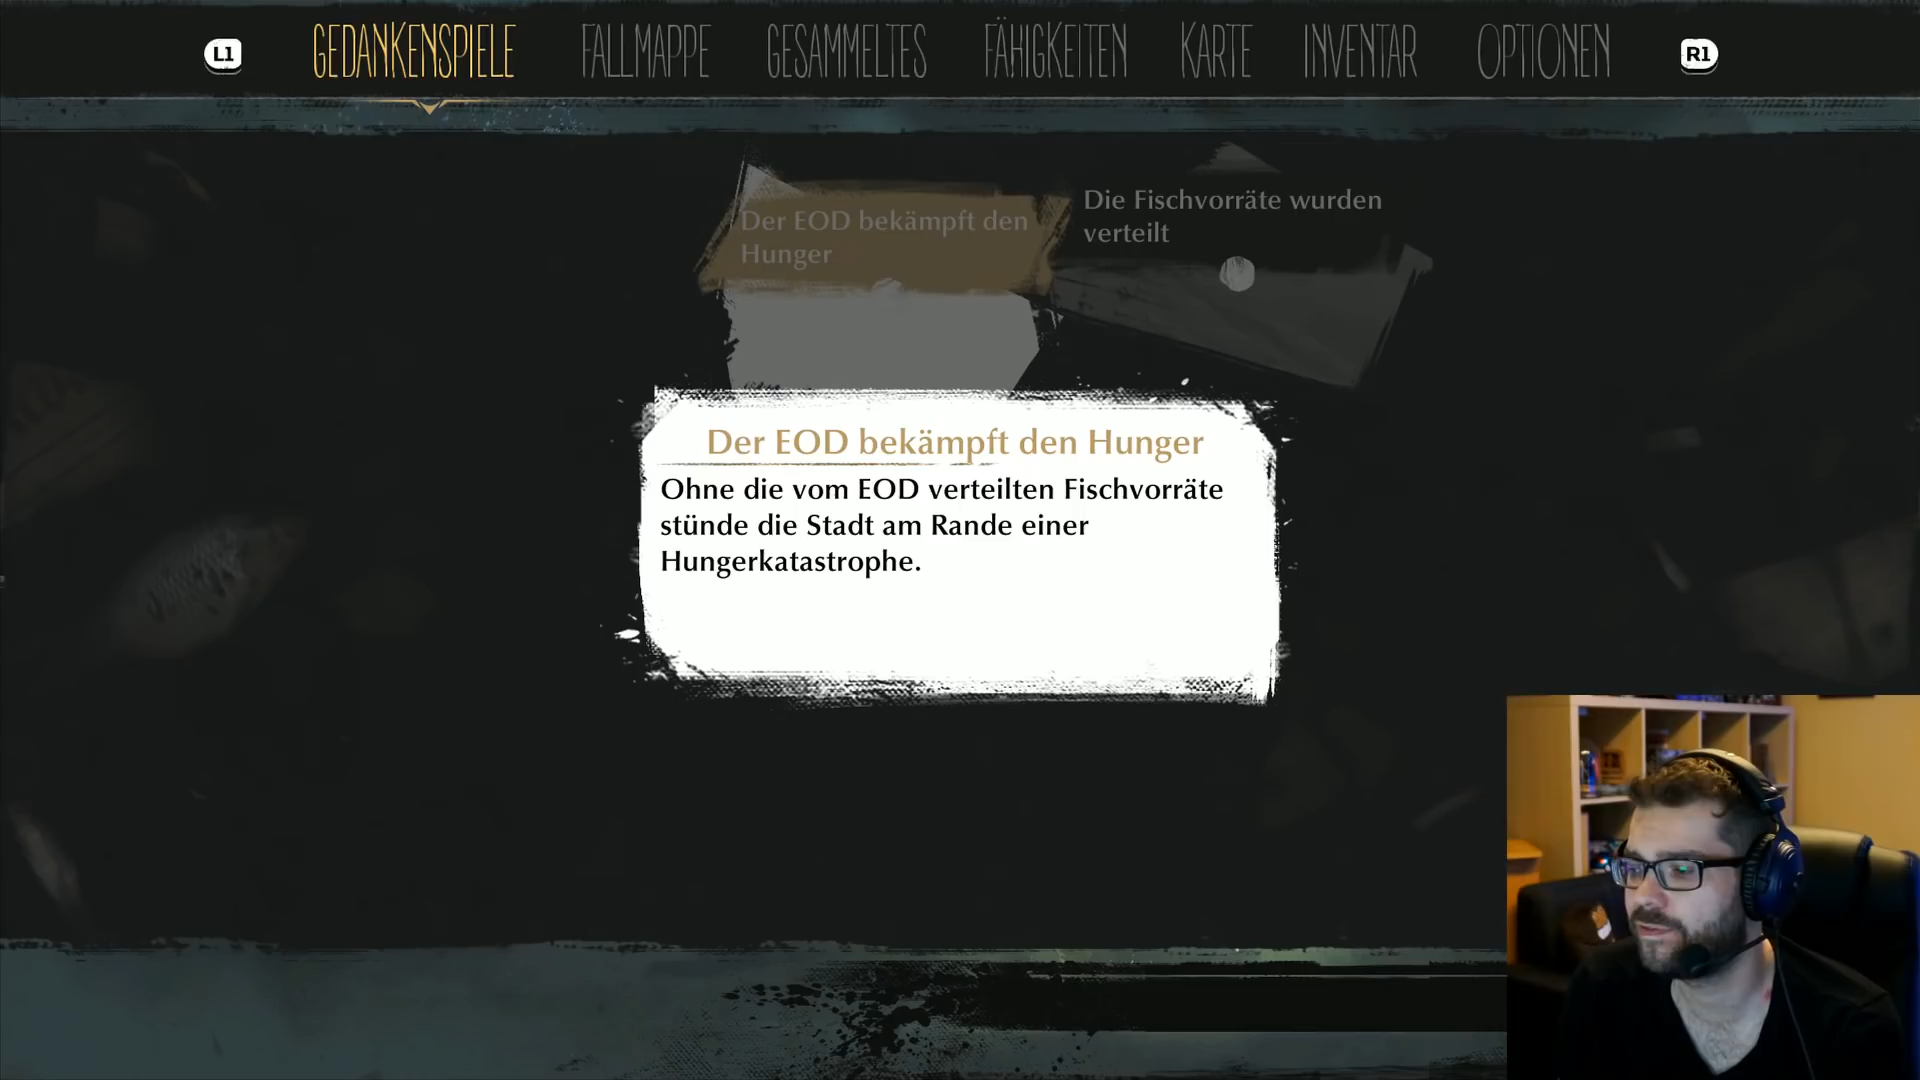 L1
GEDANKENSPIELE
FALLMAPPE
GESAMMELTES
FÄHIGKEITEN
KARTE
INVENTAR
OPTIONEN
R1
Der EOD bekämpft den
Hunger
Die Fischvorräte wurden
verteilt
Der EOD bekämpft den Hunger
Ohne die vom EOD verteilten Fischvorräte
stünde die Stadt am Rande einer
Hungerkatastrophe.